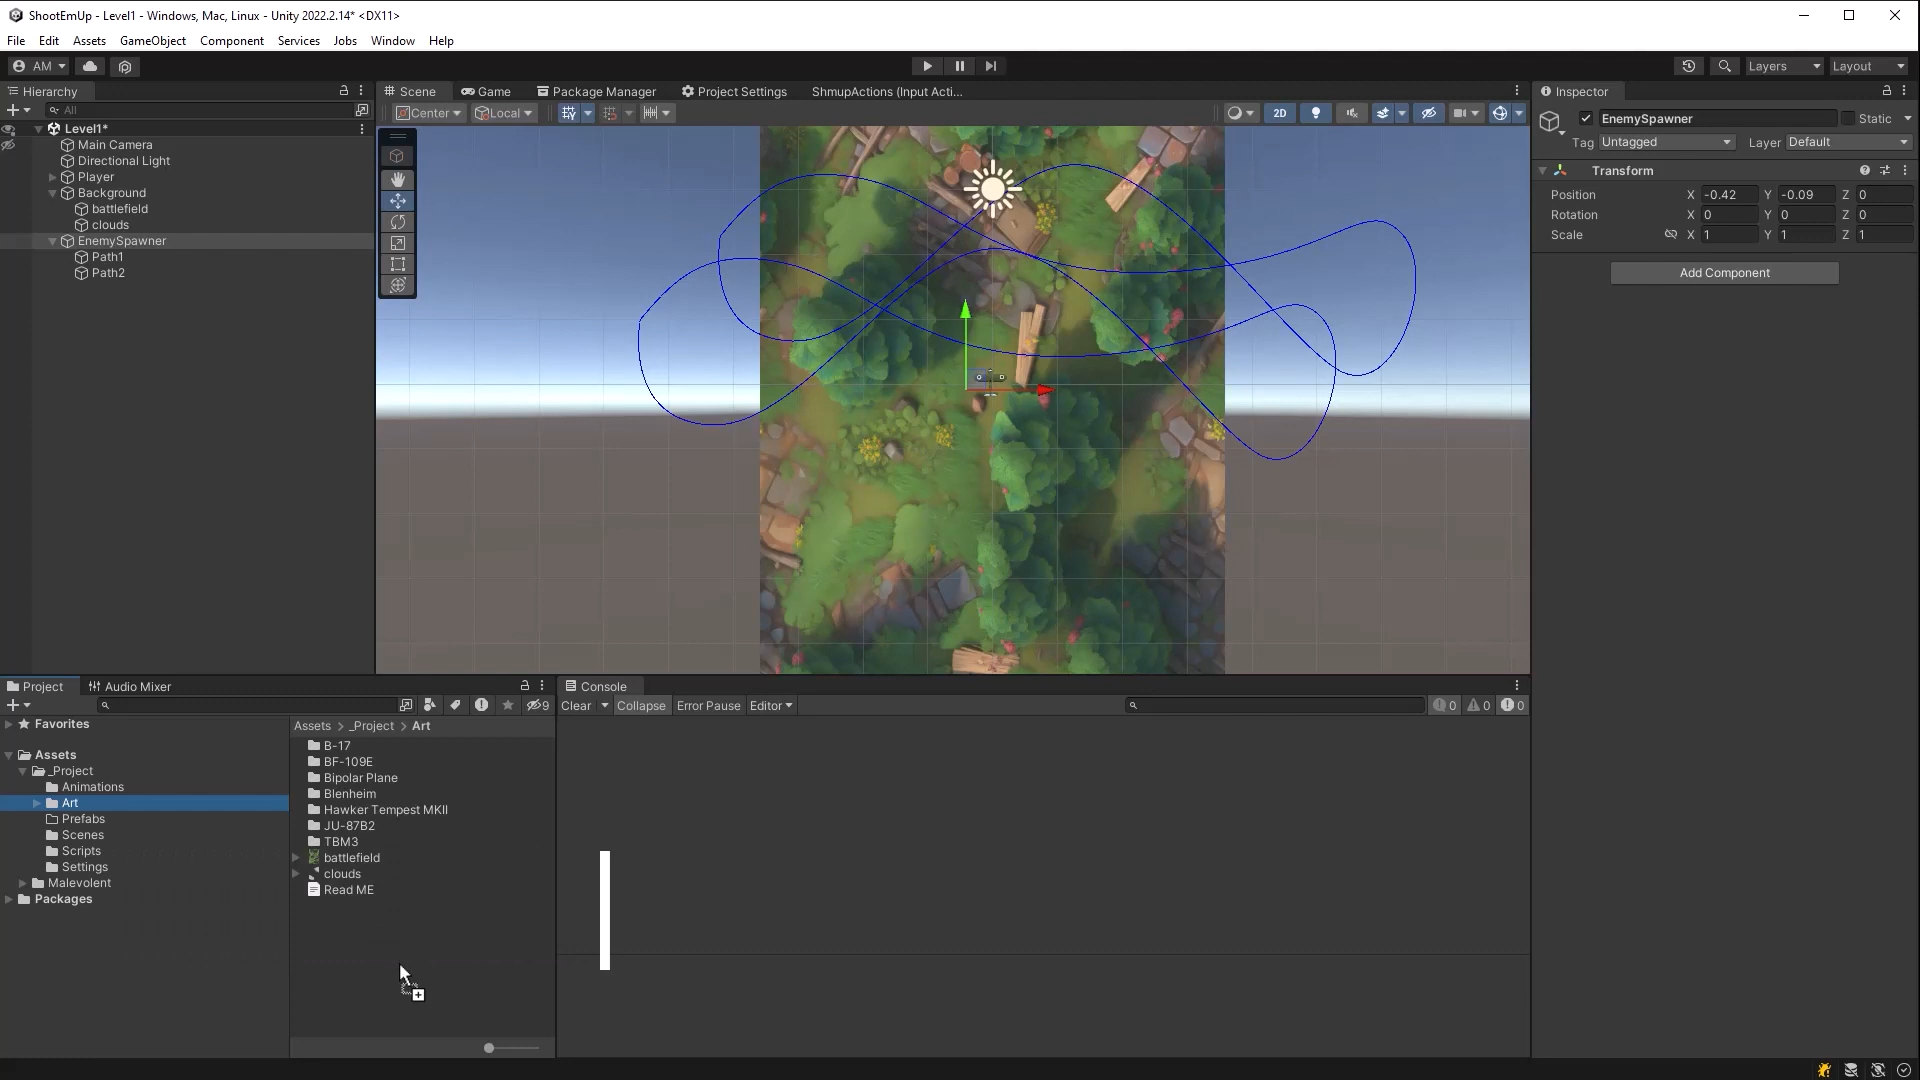 ShootEmUp - Level1 - Windows, Mac, Linux - Unity 2022.2.14* <DX11>
File Edit Assets GameObject Component Services Jobs Window Help
AM Layers Layout
Hierarchy
All
Level1*
Main Camera
Directional Light
Player
Background
battlefield
clouds
EnemySpawner
Path1
Path2
Scene Game Package Manager Project Settings ShmupActions (Input Acti...
Center Local 2D
Inspector
EnemySpawner Static
Tag Untagged Layer Default
Transform
Position X -0.42 Y -0.09 Z 0
Rotation X 0 Y 0 Z 0
Scale X 1 Y 1 Z 1
Add Component
Project Audio Mixer
9
Favorites
Assets
_Project
Animations
Art
Prefabs
Scenes
Scripts
Settings
Malevolent
Packages
Assets > _Project > Art
B-17
BF-109E
Bipolar Plane
Blenheim
Hawker Tempest MKII
JU-87B2
TBM3
battlefield
clouds
Read ME
Console
Clear Collapse Error Pause Editor 0 0 0